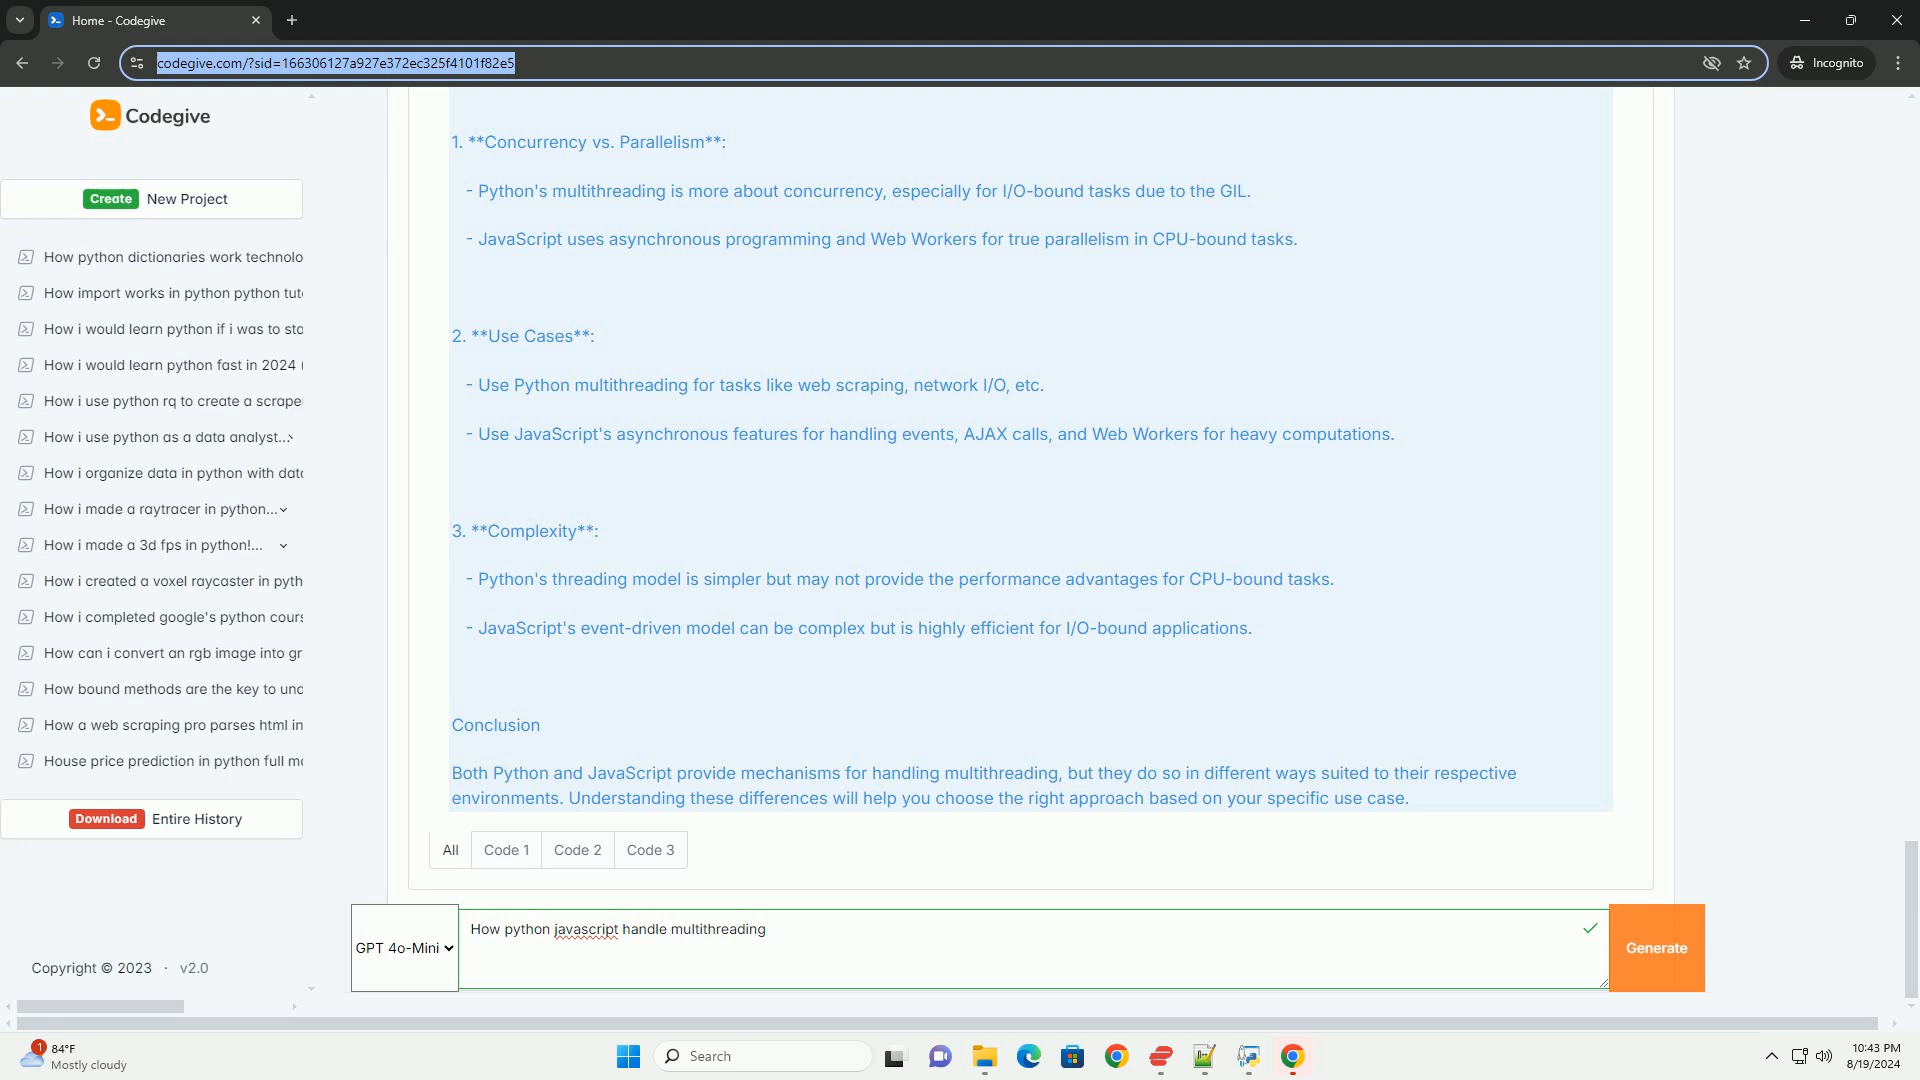 Home - Codegive
codegive.com/?sid=166306127a927e372ec325f4101f82e5
Incognito
Codegive
Create New Project
How python dictionaries work technolo
How import works in python python tut
How i would learn python if i was to sta
How i would learn python fast in 2024 (
How i use python rq to create a scrape
How i use python as a data analyst...
How i organize data in python with data
How i made a raytracer in python...
How i made a 3d fps in python!...
How i created a voxel raycaster in pyth
How i completed google's python cours
How can i convert an rgb image into gr
How bound methods are the key to und
How a web scraping pro parses html in
House price prediction in python full mo
Download Entire History
Copyright © 2023 · v2.0
1. **Concurrency vs. Parallelism**:
- Python's multithreading is more about concurrency, especially for I/O-bound tasks due to the GIL.
- JavaScript uses asynchronous programming and Web Workers for true parallelism in CPU-bound tasks.
2. **Use Cases**:
- Use Python multithreading for tasks like web scraping, network I/O, etc.
- Use JavaScript's asynchronous features for handling events, AJAX calls, and Web Workers for heavy computations.
3. **Complexity**:
- Python's threading model is simpler but may not provide the performance advantages for CPU-bound tasks.
- JavaScript's event-driven model can be complex but is highly efficient for I/O-bound applications.
Conclusion
Both Python and JavaScript provide mechanisms for handling multithreading, but they do so in different ways suited to their respective
environments. Understanding these differences will help you choose the right approach based on your specific use case.
All Code 1 Code 2 Code 3
GPT 4o-Mini
How python javascript handle multithreading
Generate
1
84°F
Mostly cloudy
Search
10:43 PM
8/19/2024